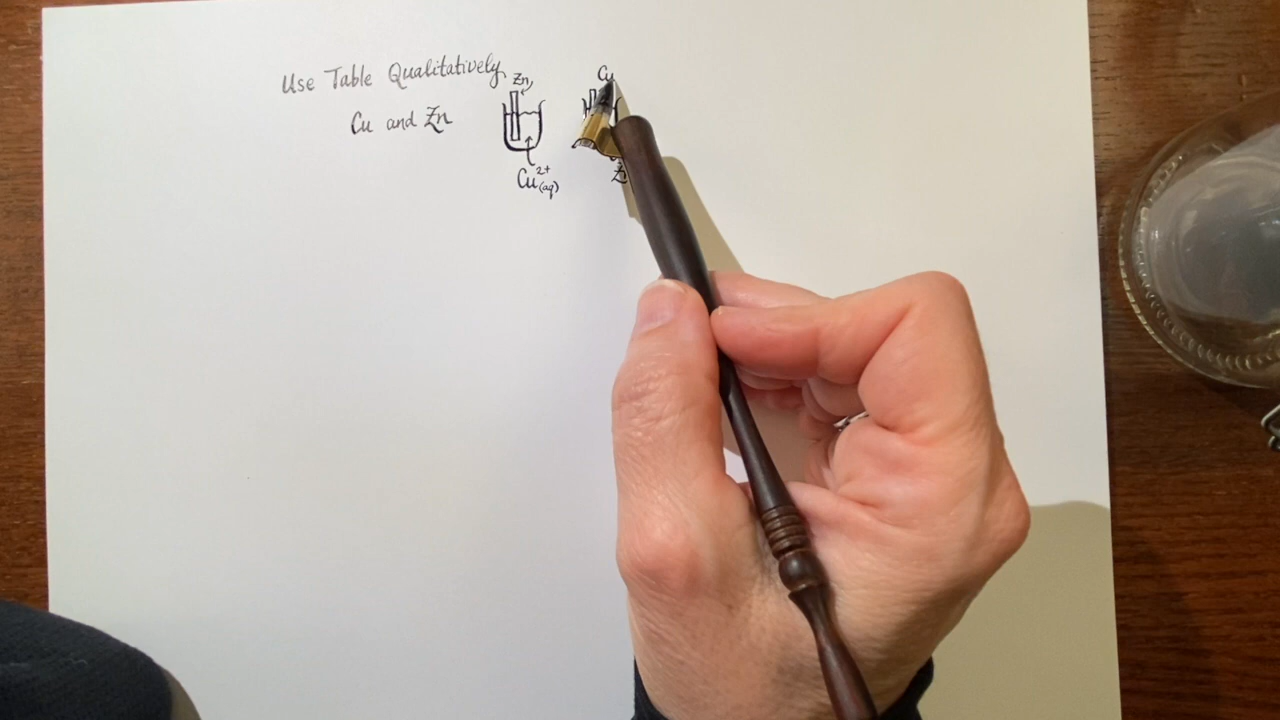 Use Table Qualitatively
Cu and Zn
Zn
Cu
Cu²⁺(aq)